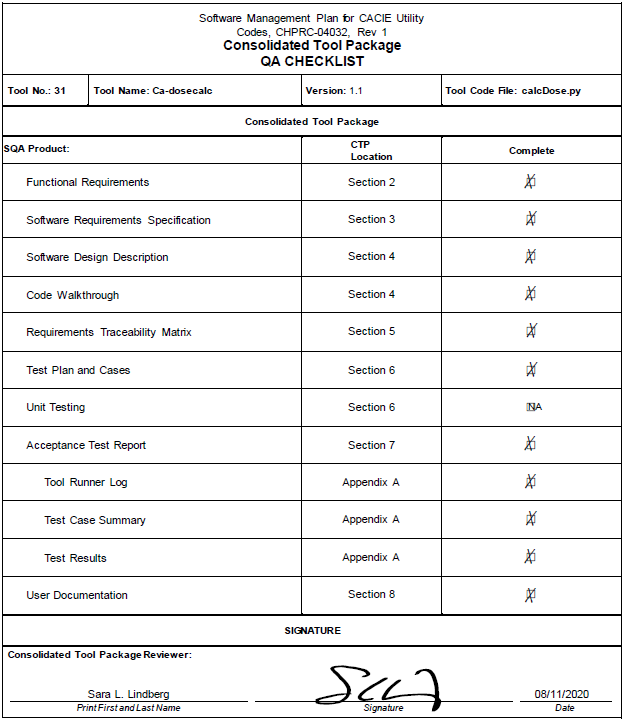 Software Management Plan for CACIE Utility
Codes, CHPRC-04032, Rev 1
Consolidated Tool Package
QA CHECKLIST
Tool No.: 31 Tool Name: Ca-dosecalc Version: 1.1 Tool Code File: calcDose.py
Consolidated Tool Package
SQA Product: CTP Location Complete
Functional Requirements Section 2 X
Software Requirements Specification Section 3 X
Software Design Description Section 4 X
Code Walkthrough Section 4 X
Requirements Traceability Matrix Section 5 X
Test Plan and Cases Section 6 X
Unit Testing Section 6 NA
Acceptance Test Report Section 7 X
Tool Runner Log Appendix A X
Test Case Summary Appendix A X
Test Results Appendix A X
User Documentation Section 8 X
SIGNATURE
Consolidated Tool Package Reviewer:
Sara L. Lindberg 08/11/2020
Print First and Last Name Signature Date